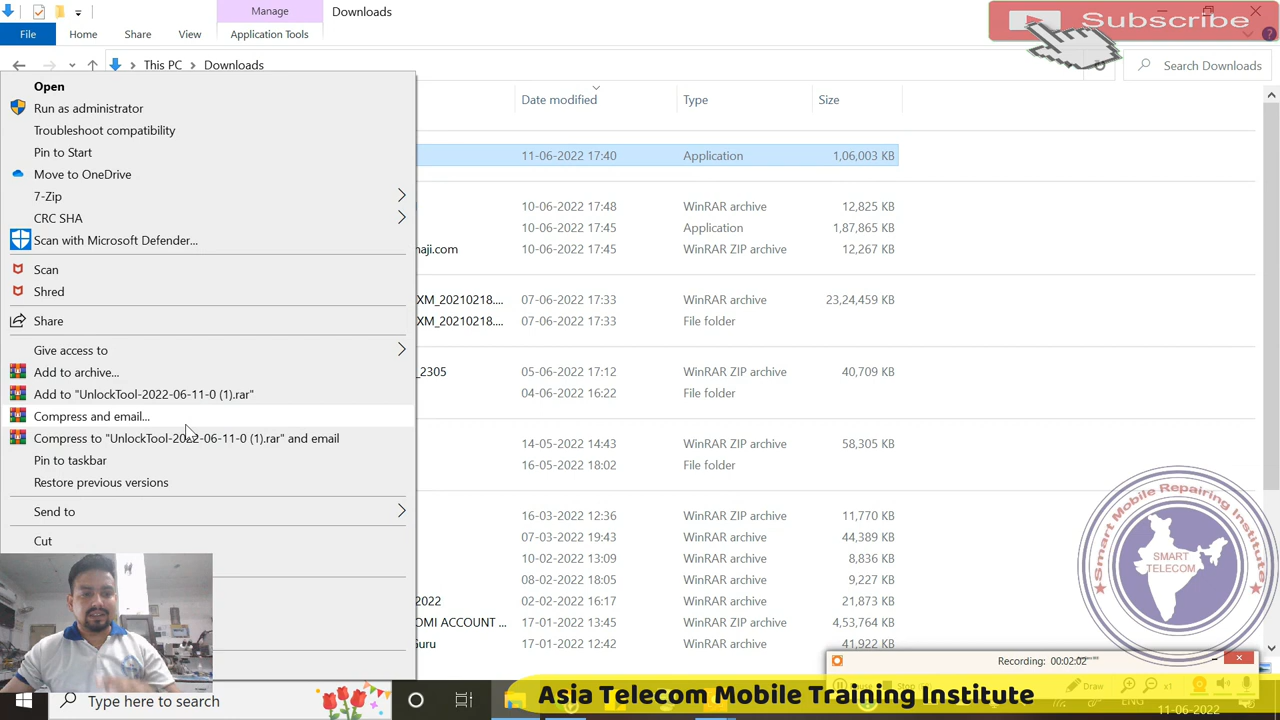 Manage
Downloads
Subscribe
File
Home
Share
View
Application Tools
This PC
Downloads
Search Downloads
Open
Run as administrator
Troubleshoot compatibility
Pin to Start
Move to OneDrive
7-Zip
CRC SHA
Scan with Microsoft Defender...
Scan
Shred
Share
Give access to
Add to archive...
Add to "UnlockTool-2022-06-11-0 (1).rar"
Compress and email...
Compress to "UnlockTool-2022-06-11-0 (1).rar" and email
Pin to taskbar
Restore previous versions
Send to
Cut
Date modified
Type
Size
11-06-2022 17:40 Application 1,06,003 KB
10-06-2022 17:48 WinRAR archive 12,825 KB
10-06-2022 17:45 Application 1,87,865 KB
naji.com 10-06-2022 17:45 WinRAR ZIP archive 12,267 KB
XM_20210218.... 07-06-2022 17:33 WinRAR archive 23,24,459 KB
XM_20210218.... 07-06-2022 17:33 File folder
_2305 05-06-2022 17:12 WinRAR ZIP archive 40,709 KB
04-06-2022 16:22 File folder
14-05-2022 14:43 WinRAR ZIP archive 58,305 KB
16-05-2022 18:02 File folder
16-03-2022 12:36 WinRAR ZIP archive 11,770 KB
07-03-2022 19:43 WinRAR archive 44,389 KB
10-02-2022 13:09 WinRAR archive 8,836 KB
08-02-2022 18:05 WinRAR archive 9,227 KB
2022 02-02-2022 16:17 WinRAR archive 21,873 KB
OMI ACCOUNT ... 17-01-2022 13:45 WinRAR ZIP archive 4,53,764 KB
Guru 17-01-2022 12:42 WinRAR archive 41,922 KB
Smart Mobile Repairing Institute
SMART
TELECOM
Recording: 00:02:02
Draw
x1
Type here to search
Asia Telecom Mobile Training Institute
ENG
11-06-2022